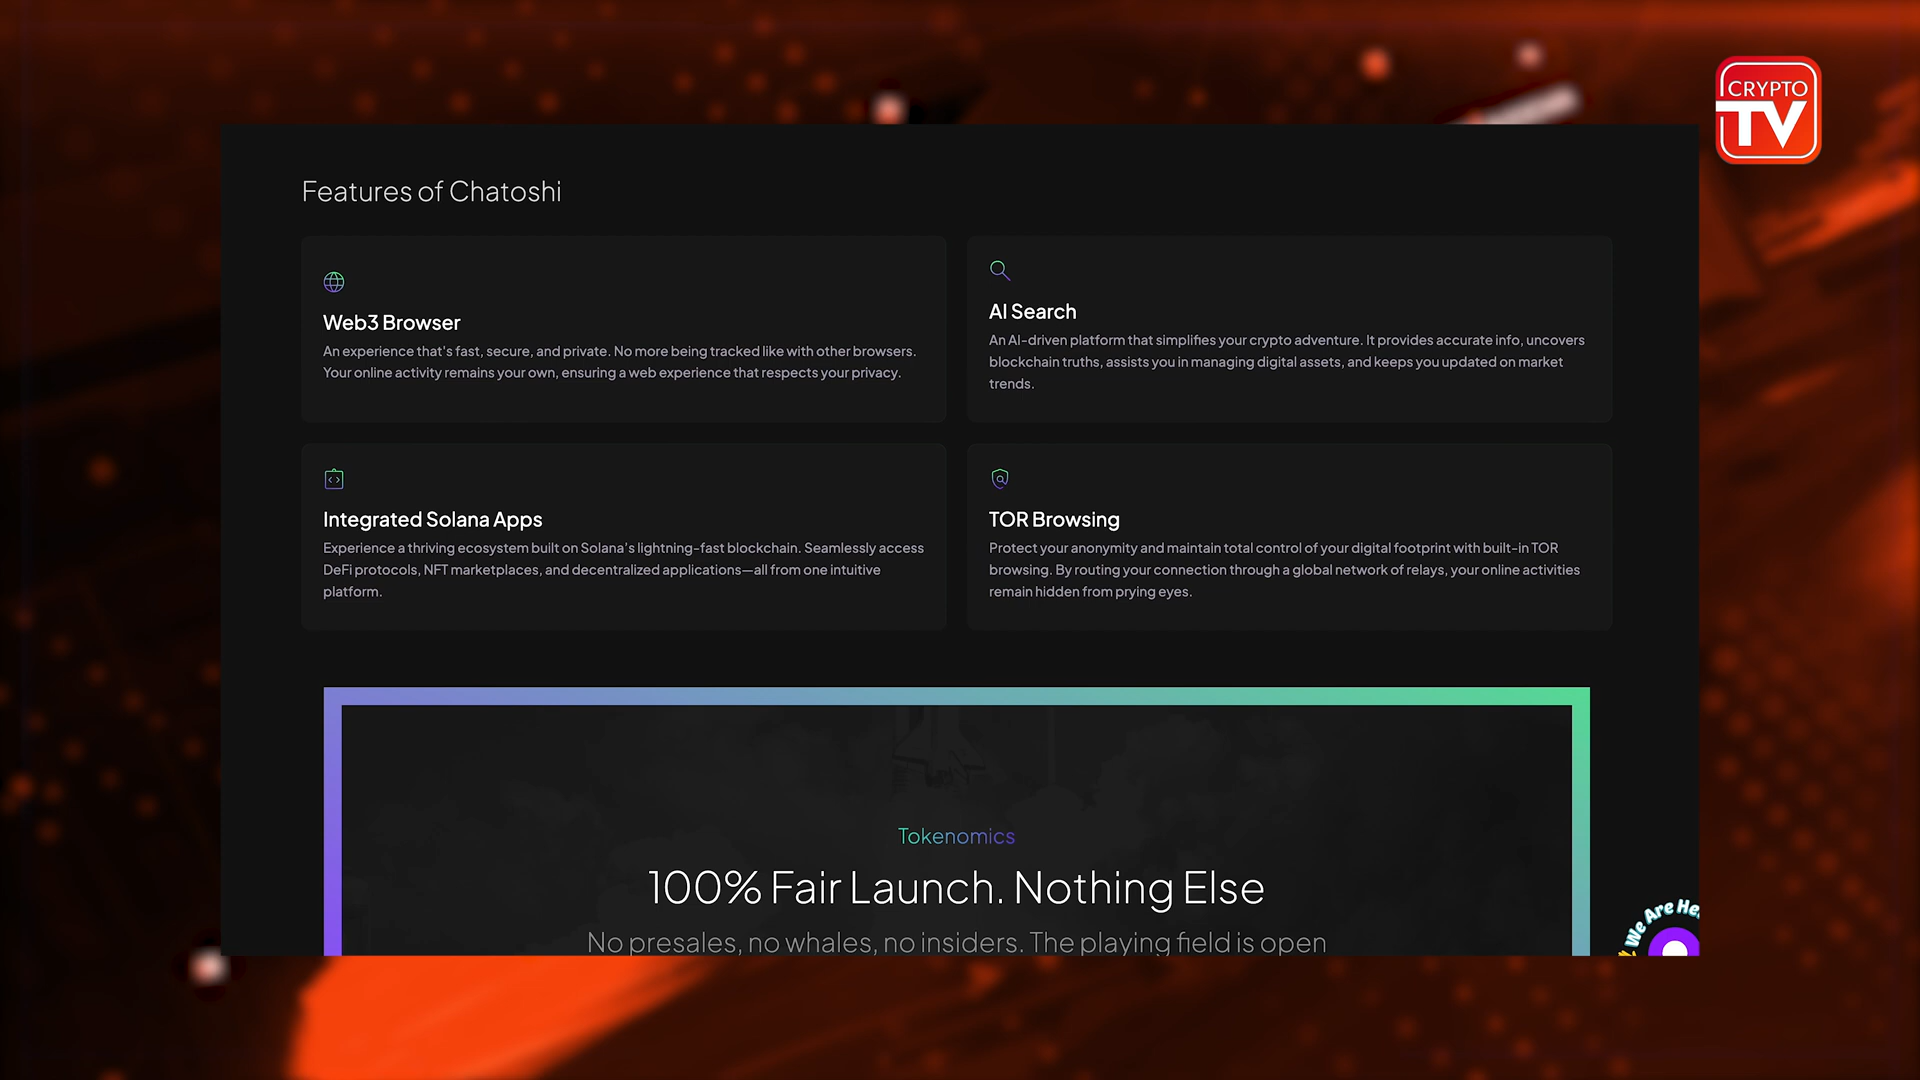 CRYPTO
TV
Features of Chatoshi
Web3 Browser
An experience that's fast, secure, and private. No more being tracked like with other browsers.
Your online activity remains your own, ensuring a web experience that respects your privacy.
AI Search
An AI-driven platform that simplifies your crypto adventure. It provides accurate info, uncovers
blockchain truths, assists you in managing digital assets, and keeps you updated on market
trends.
Integrated Solana Apps
Experience a thriving ecosystem built on Solana's lightning-fast blockchain. Seamlessly access
DeFi protocols, NFT marketplaces, and decentralized applications—all from one intuitive
platform.
TOR Browsing
Protect your anonymity and maintain total control of your digital footprint with built-in TOR
browsing. By routing your connection through a global network of relays, your online activities
remain hidden from prying eyes.
Tokenomics
100% Fair Launch. Nothing Else
No presales, no whales, no insiders. The playing field is open
We Are